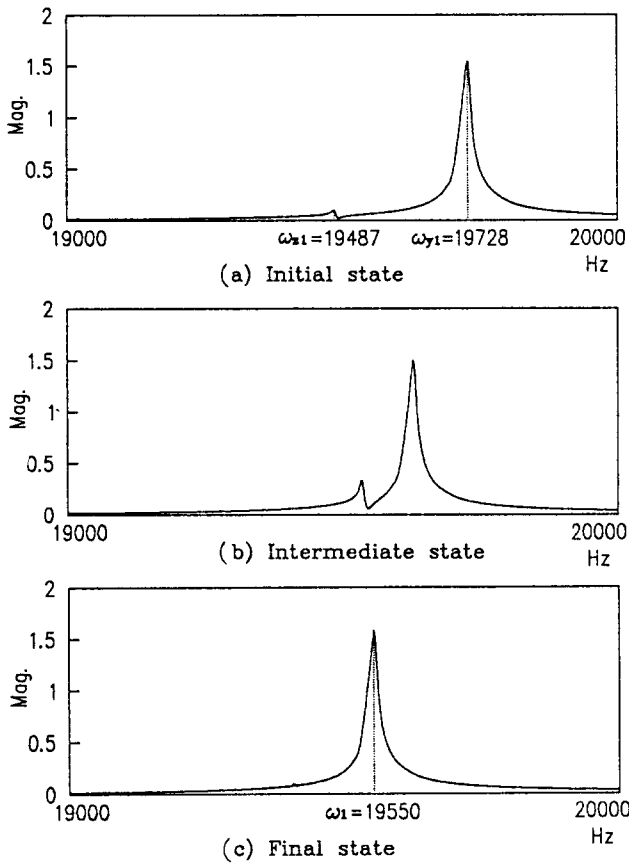 2
1.5
1
0.5
0
Mag.
19000
ωz1=19487
ωy1=19728
20000
Hz
(a) Initial state
2
1.5
1
0.5
0
Mag.
19000
20000
Hz
(b) Intermediate state
2
1.5
1
0.5
0
Mag.
19000
ω1=19550
20000
Hz
(c) Final state